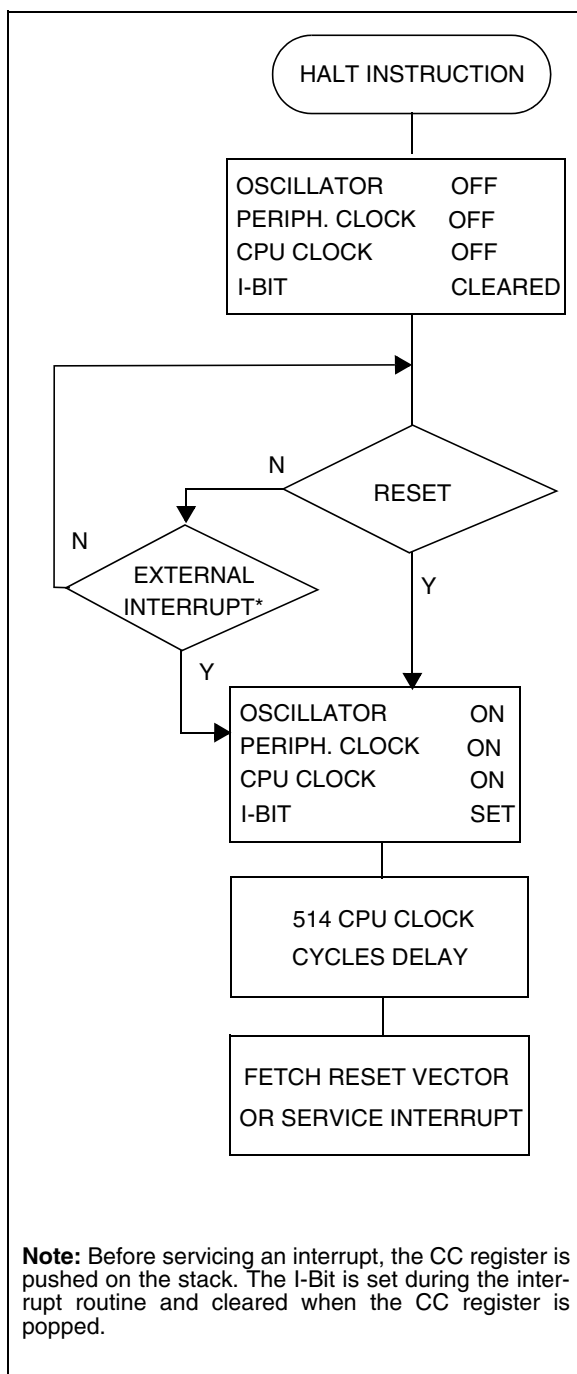 HALT INSTRUCTION
OSCILLATOR OFF
PERIPH. CLOCK OFF
CPU CLOCK OFF
I-BIT CLEARED
N
RESET
N
EXTERNAL
INTERRUPT*
Y
Y
OSCILLATOR ON
PERIPH. CLOCK ON
CPU CLOCK ON
I-BIT SET
514 CPU CLOCK
CYCLES DELAY
FETCH RESET VECTOR
OR SERVICE INTERRUPT
Note: Before servicing an interrupt, the CC register is
pushed on the stack. The I-Bit is set during the inter-
rupt routine and cleared when the CC register is
popped.